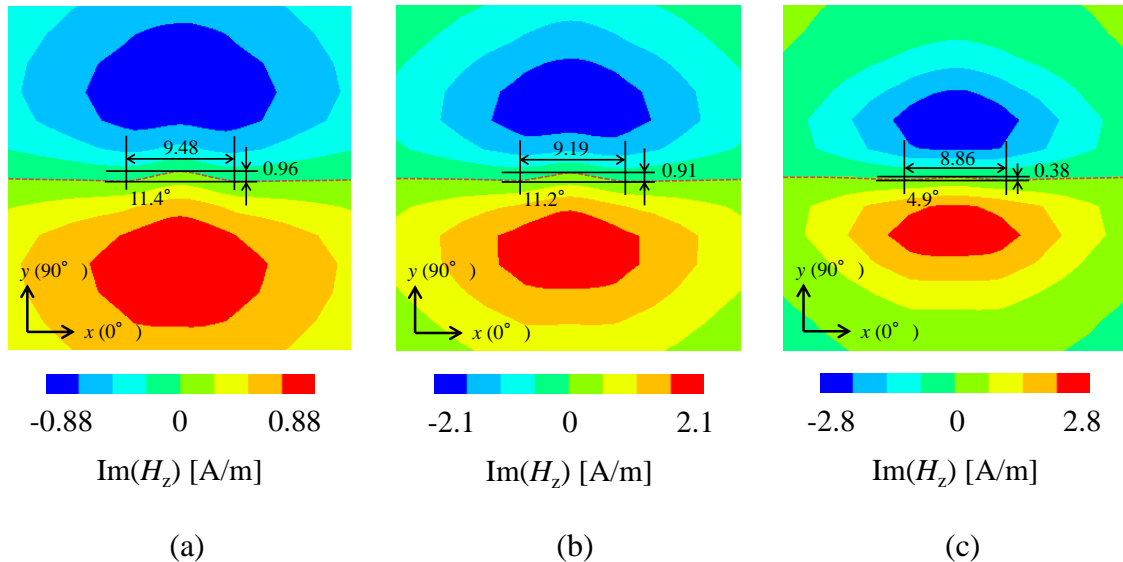 9.48
0.96
11.4°
y (90° )
x (0° )
-0.88 0 0.88
Im(Hz) [A/m]
(a)
9.19
0.91
11.2°
y (90° )
x (0° )
-2.1 0 2.1
Im(Hz) [A/m]
(b)
8.86
0.38
4.9°
y (90° )
x (0° )
-2.8 0 2.8
Im(Hz) [A/m]
(c)